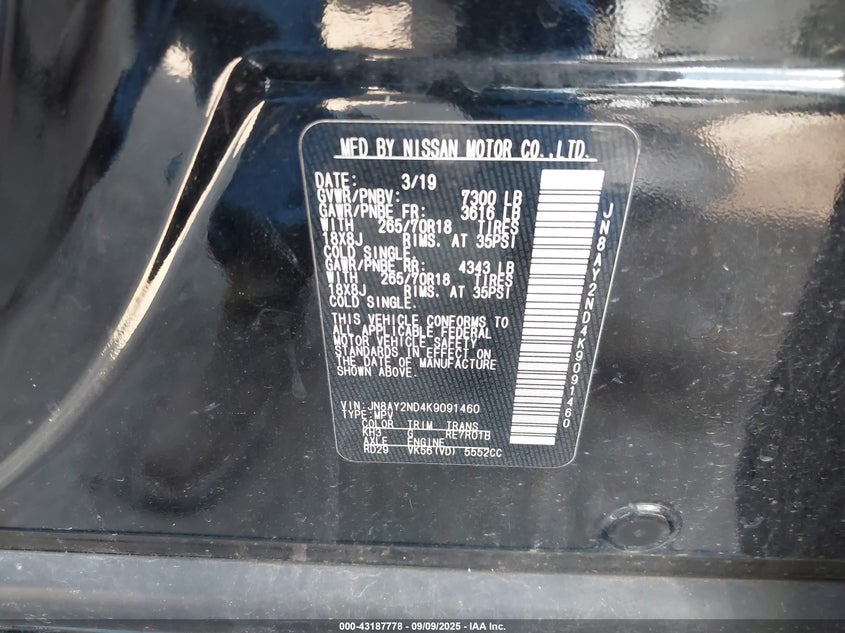 MFD BY NISSAN MOTOR CO.,LTD.
DATE: 3/19
GVWR/PNBV: 7300 LB
GAWR/PNBE FR: 3616 LB
WITH 265/70R18 TIRES
18X8J RIMS. AT 35PSI
COLD SINGLE.
GAWR/PNBE RR: 4343 LB
WITH 265/70R18 TIRES
18X8J RIMS. AT 35PSI
COLD SINGLE.
THIS VEHICLE CONFORMS TO
ALL APPLICABLE FEDERAL
MOTOR VEHICLE SAFETY
STANDARDS IN EFFECT ON
THE DATE OF MANUFACTURE
SHOWN ABOVE.
VIN:JN8AY2ND4K9091460
TYPE:MPV
COLOR TRIM TRANS
KH3 G RE7R01B
AXLE ENGINE
RD29 VK56(VD) 5552CC
JN8AY2ND4K9091460
000-43187778 - 09/09/2025 - IAA Inc.